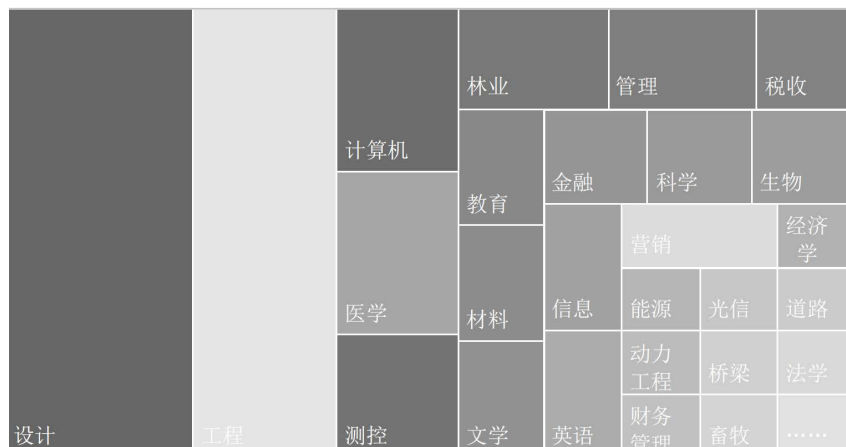 设计
工程
计算机
医学
测控
林业
管理
税收
教育
金融
科学
生物
材料
文学
信息
英语
营销
经济
学
能源
光信
道路
动力
工程
桥梁
法学
财务
管理
畜牧
……